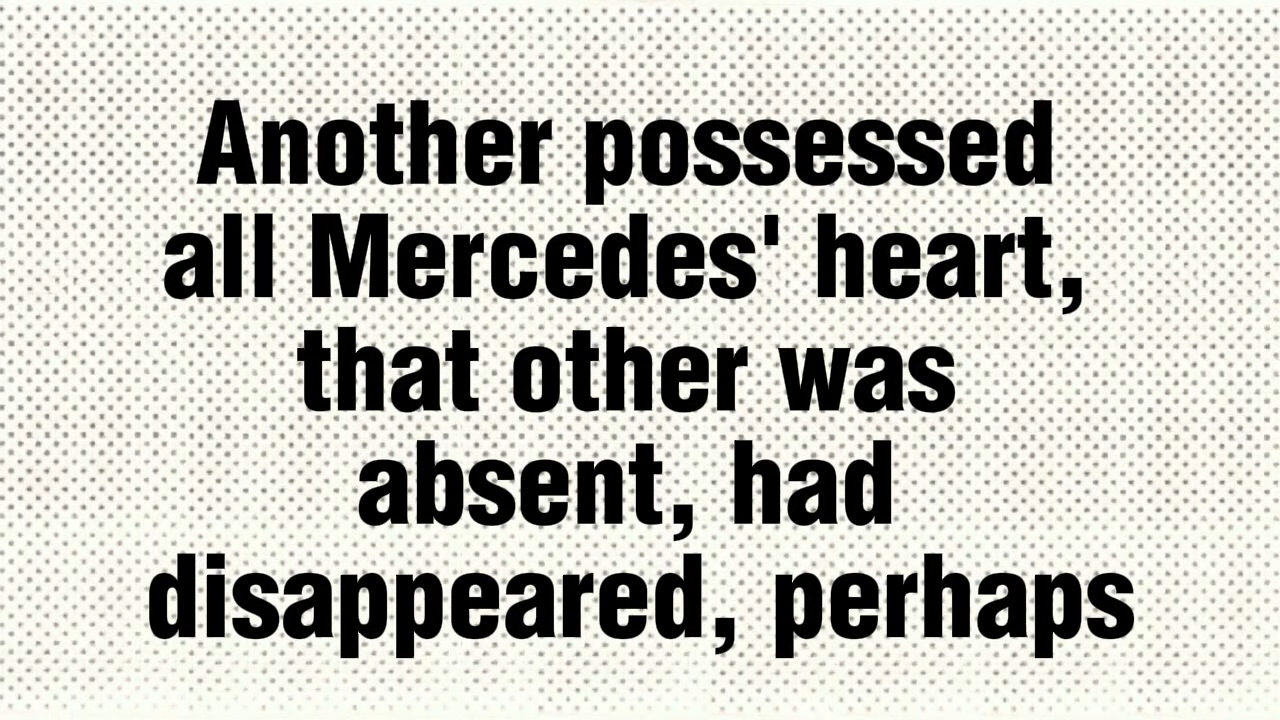 Another possessed
all Mercedes' heart,
that other was
absent, had
disappeared, perhaps